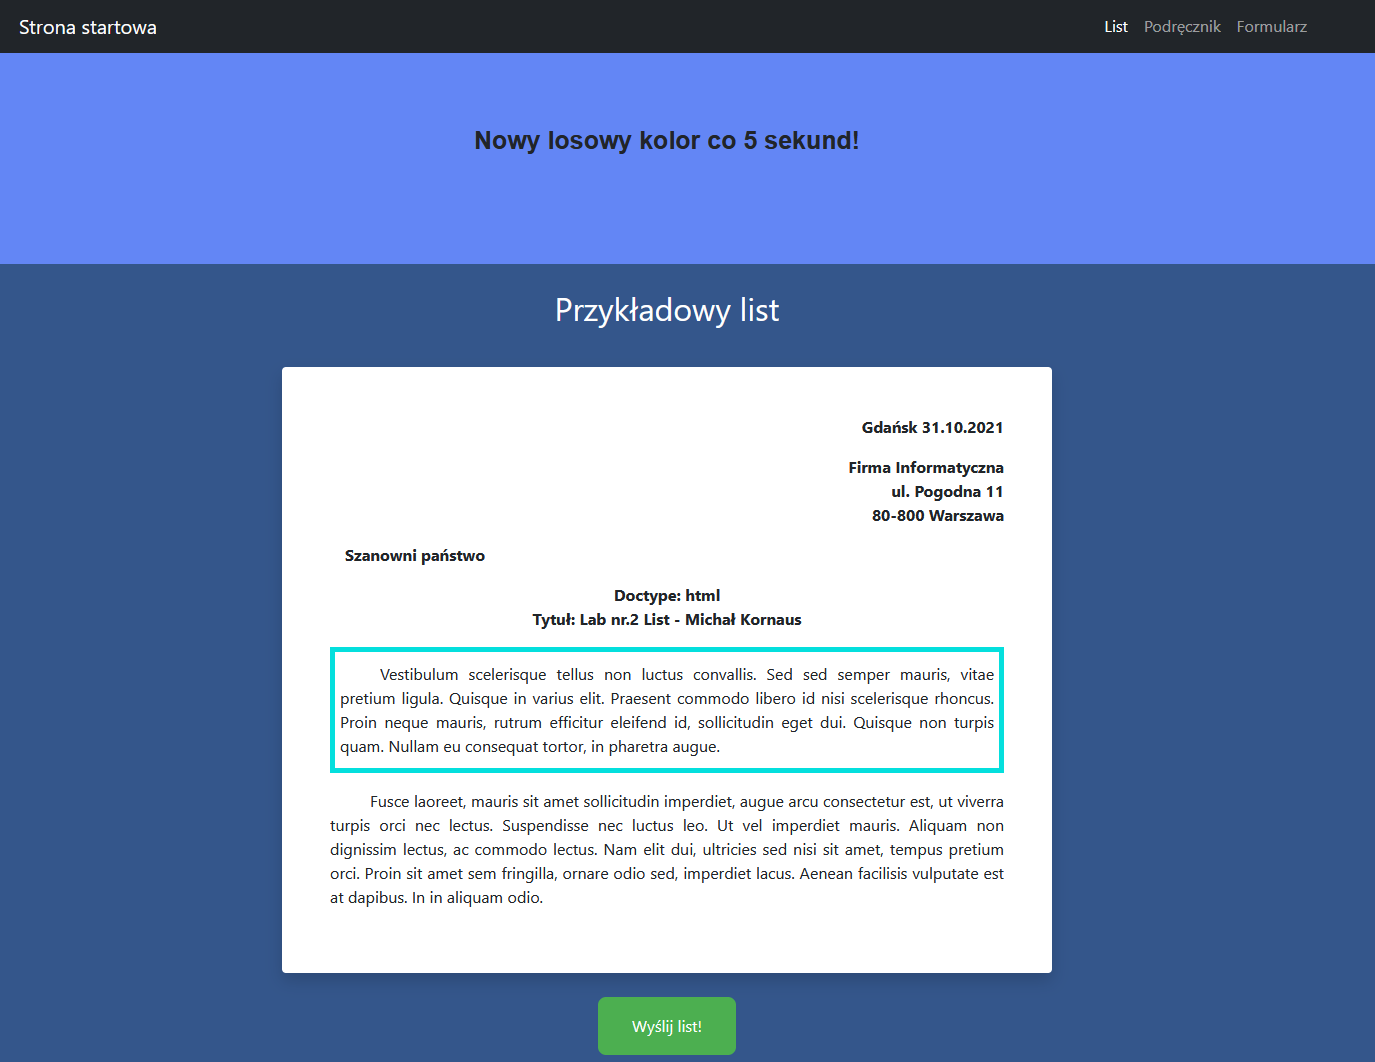 Strona startowa
List Podręcznik Formularz
Nowy losowy kolor co 5 sekund!
Przykładowy list
Gdańsk 31.10.2021
Firma Informatyczna
ul. Pogodna 11
80-800 Warszawa
Szanowni państwo
Doctype: html
Tytuł: Lab nr.2 List - Michał Kornaus
Vestibulum scelerisque tellus non luctus convallis. Sed sed semper mauris, vitae
pretium ligula. Quisque in varius elit. Praesent commodo libero id nisi scelerisque rhoncus.
Proin neque mauris, rutrum efficitur eleifend id, sollicitudin eget dui. Quisque non turpis
quam. Nullam eu consequat tortor, in pharetra augue.
Fusce laoreet, mauris sit amet sollicitudin imperdiet, augue arcu consectetur est, ut viverra
turpis orci nec lectus. Suspendisse nec luctus leo. Ut vel imperdiet mauris. Aliquam non
dignissim lectus, ac commodo lectus. Nam elit dui, ultricies sed nisi sit amet, tempus pretium
orci. Proin sit amet sem fringilla, ornare odio sed, imperdiet lacus. Aenean facilisis vulputate est
at dapibus. In in aliquam odio.
Wyślij list!